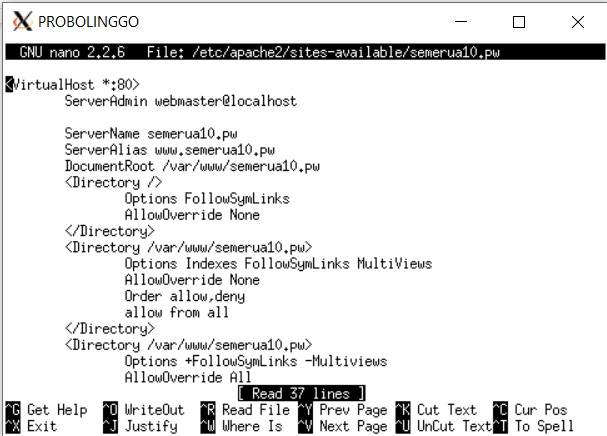 PROBOLINGGO
GNU nano 2.2.6 File: /etc/apache2/sites-available/semerua10.pw
<VirtualHost *:80>
ServerAdmin webmaster@localhost
ServerName semerua10.pw
ServerAlias www.semerua10.pw
DocumentRoot /var/www/semerua10.pw
<Directory />
Options FollowSymLinks
AllowOverride None
</Directory>
<Directory /var/www/semerua10.pw>
Options Indexes FollowSymLinks MultiViews
AllowOverride None
Order allow,deny
allow from all
</Directory>
<Directory /var/www/semerua10.pw>
Options +FollowSymLinks -Multiviews
AllowOverride All
[ Read 37 lines ]
^G Get Help ^O WriteOut ^R Read File ^Y Prev Page ^K Cut Text ^C Cur Pos
^X Exit ^J Justify ^W Where Is ^V Next Page ^U UnCut Text ^T To Spell